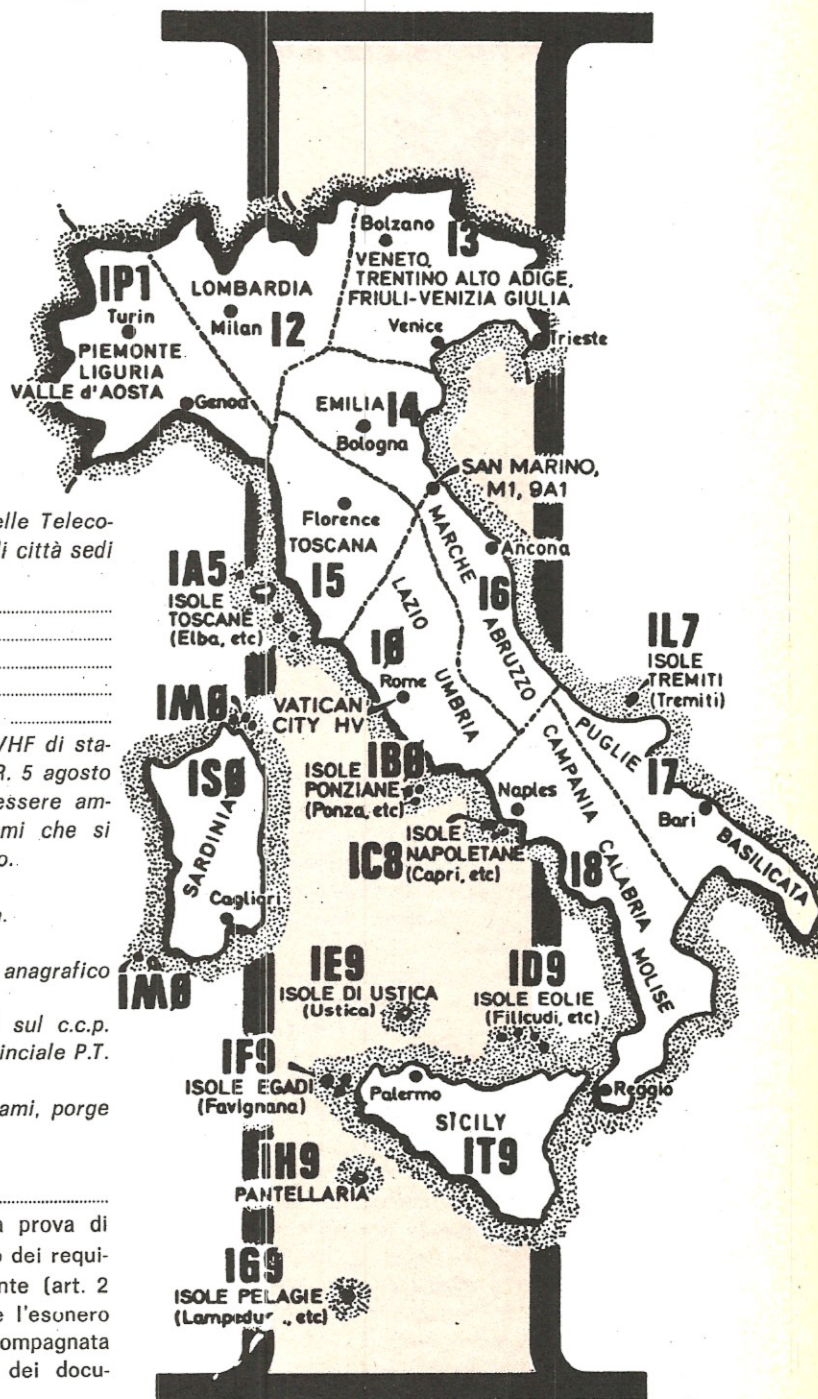 IP1
Turin
PIEMONTE
LIGURIA
VALLE d'AOSTA
Genoa
LOMBARDIA
Milan
I2
Bolzano
I3
VENETO,
TRENTINO ALTO ADIGE,
FRIULI-VENIZIA GIULIA
Venice
Trieste
EMILIA
I4
Bologna
SAN MARINO,
M1, 9A1
Florence
TOSCANA
I5
MARCHE
Ancona
I6
ABRUZZO
IA5
ISOLE
TOSCANE
(Elba, etc)
LAZIO
IØ
Rome
UMBRIA
VATICAN
CITY HV
IL7
ISOLE
TREMITI
(Tremiti)
PUGLIE
I7
Bari
BASILICATA
IMØ
ISØ
SARDINIA
Cagliari
IMØ
ISOLE
IBØ
PONZIANE
(Ponza, etc)
Naples
CAMPANIA
CALABRIA
I8
MOLISE
ISOLE
IC8
NAPOLETANE
(Capri, etc)
IE9
ISOLE DI USTICA
(Ustica)
ID9
ISOLE EOLIE
(Filicudi, etc)
IF9
ISOLE EGADI
(Favignana)
Palermo
Reggio
SICILY
IT9
IH9
PANTELLARIA
IG9
ISOLE PELAGIE
(Lampedu , etc)
elle Teleco-
li città sedi
VHF di sta-
R. 5 agosto
essere am-
mi che si
o.
anagrafico
sul c.c.p.
inciale P.T.
ami, porge
a prova di
o dei requi-
nte (art. 2
e l'esonero
ompagnata
dei docu-